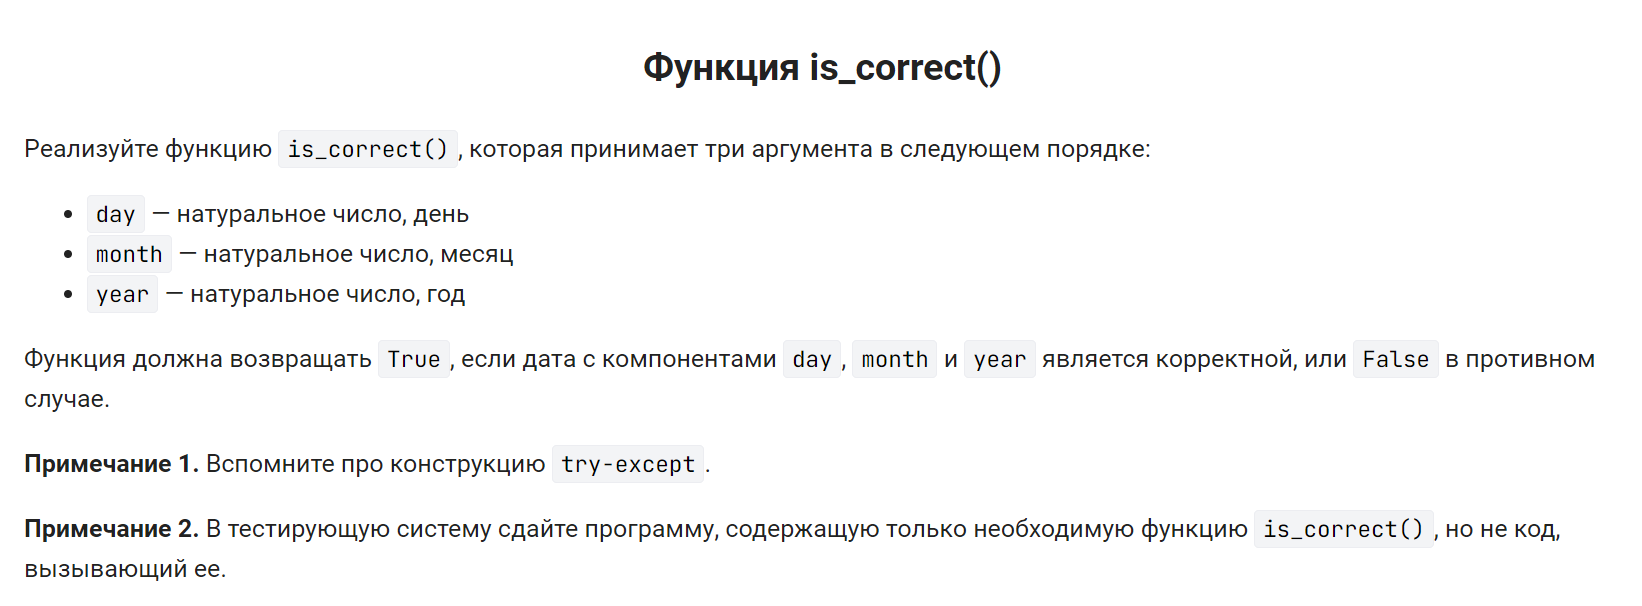 Функция is_correct()
Реализуйте функцию is_correct(), которая принимает три аргумента в следующем порядке:
• day — натуральное число, день
• month — натуральное число, месяц
• year — натуральное число, год
Функция должна возвращать True, если дата с компонентами day, month и year является корректной, или False в противном
случае.
Примечание 1. Вспомните про конструкцию try-except.
Примечание 2. В тестирующую систему сдайте программу, содержащую только необходимую функцию is_correct(), но не код,
вызывающий ее.